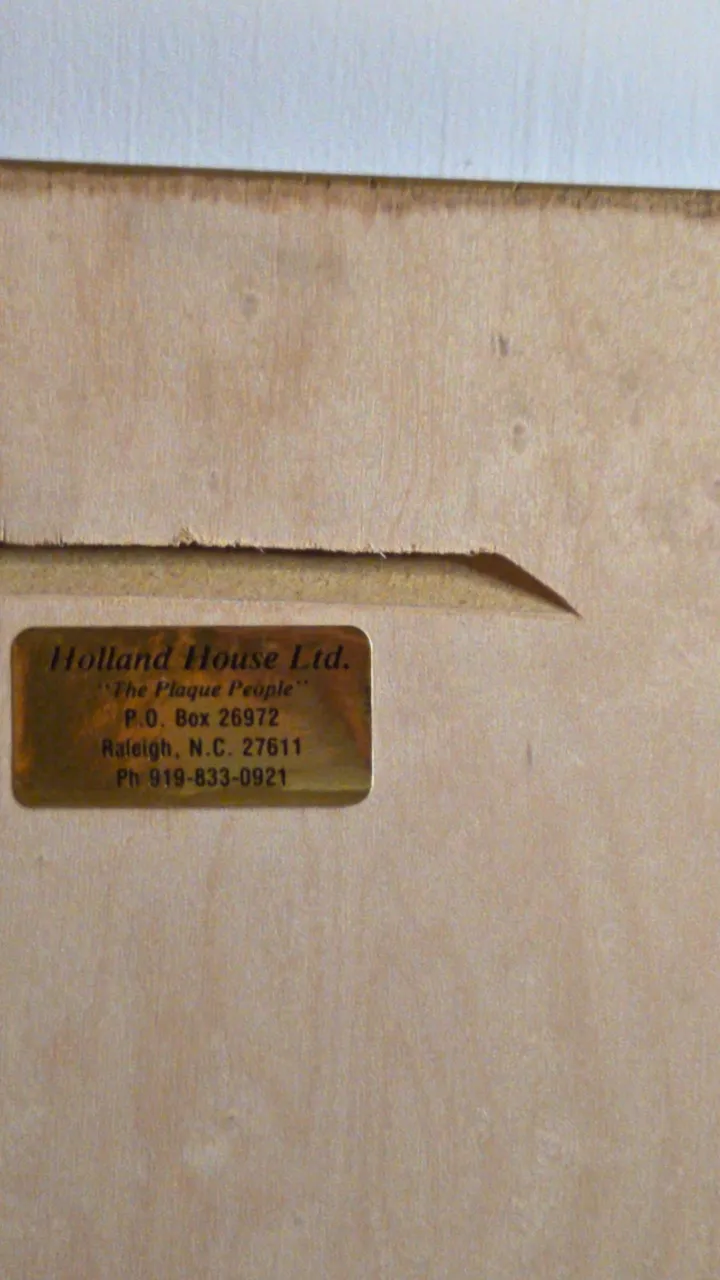 Holland House Ltd.
"The Plaque People"
P.O. Box 26972
Raleigh, N.C. 27611
Ph 919-833-0921